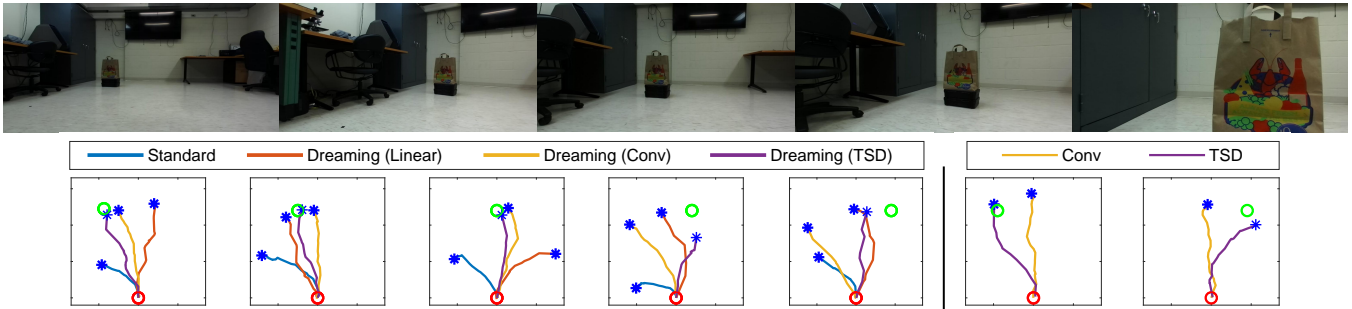 Standard
Dreaming (Linear)
Dreaming (Conv)
Dreaming (TSD)
Conv
TSD